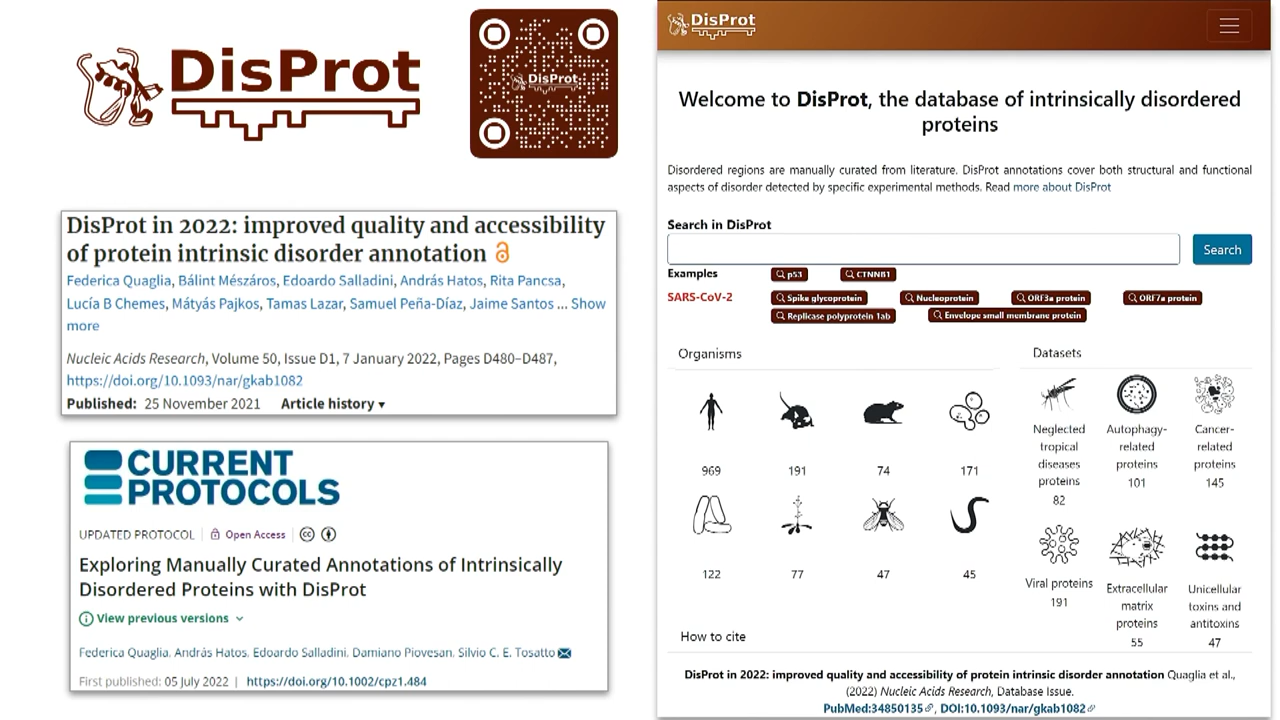 DisProt
DisProt
DisProt in 2022: improved quality and accessibility
of protein intrinsic disorder annotation
Federica Quaglia, Bálint Mészáros, Edoardo Salladini, András Hatos, Rita Pancsa,
Lucía B Chemes, Mátyás Pajkos, Tamas Lazar, Samuel Peña-Díaz, Jaime Santos ... Show
more
Nucleic Acids Research, Volume 50, Issue D1, 7 January 2022, Pages D480–D487,
https://doi.org/10.1093/nar/gkab1082
Published: 25 November 2021 Article history ▾
CURRENT
PROTOCOLS
UPDATED PROTOCOL | Open Access
Exploring Manually Curated Annotations of Intrinsically
Disordered Proteins with DisProt
View previous versions
Federica Quaglia, András Hatos, Edoardo Salladini, Damiano Piovesan, Silvio C. E. Tosatto
First published: 05 July 2022 | https://doi.org/10.1002/cpz1.484
DisProt
Welcome to DisProt, the database of intrinsically disordered
proteins
Disordered regions are manually curated from literature. DisProt annotations cover both structural and functional
aspects of disorder detected by specific experimental methods. Read more about DisProt
Search in DisProt
Search
Examples p53 CTNNB1
SARS-CoV-2 Spike glycoprotein Nucleoprotein ORF3a protein ORF7a protein
Replicase polyprotein 1ab Envelope small membrane protein
Organisms
969 191 74 171
122 77 47 45
Datasets
Neglected
tropical
diseases
proteins
82
Autophagy-
related
proteins
101
Cancer-
related
proteins
145
Viral proteins
191
Extracellular
matrix
proteins
55
Unicellular
toxins and
antitoxins
47
How to cite
DisProt in 2022: improved quality and accessibility of protein intrinsic disorder annotation Quaglia et al.,
(2022) Nucleic Acids Research, Database Issue.
PubMed:34850135, DOI:10.1093/nar/gkab1082